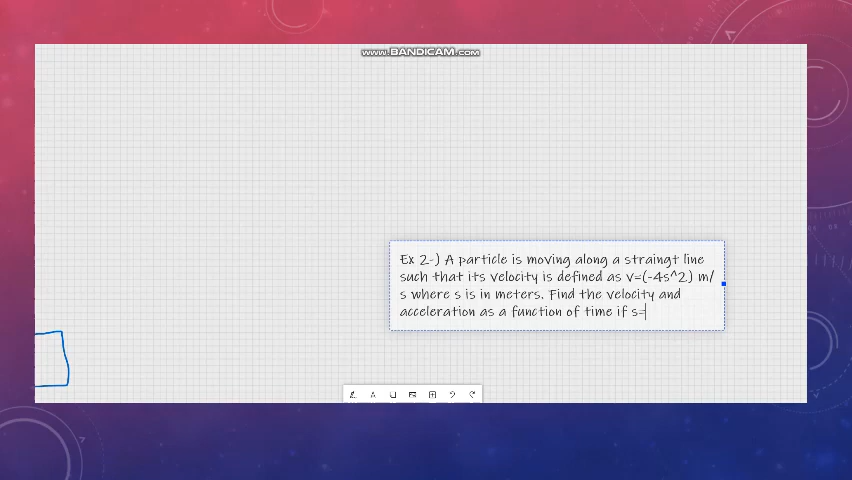 www.BANDICAM.com
Ex 2-) A particle is moving along a straingt line
such that its velocity is defined as v=(-4s^2) m/
s where s is in meters. Find the velocity and
acceleration as a function of time if s=